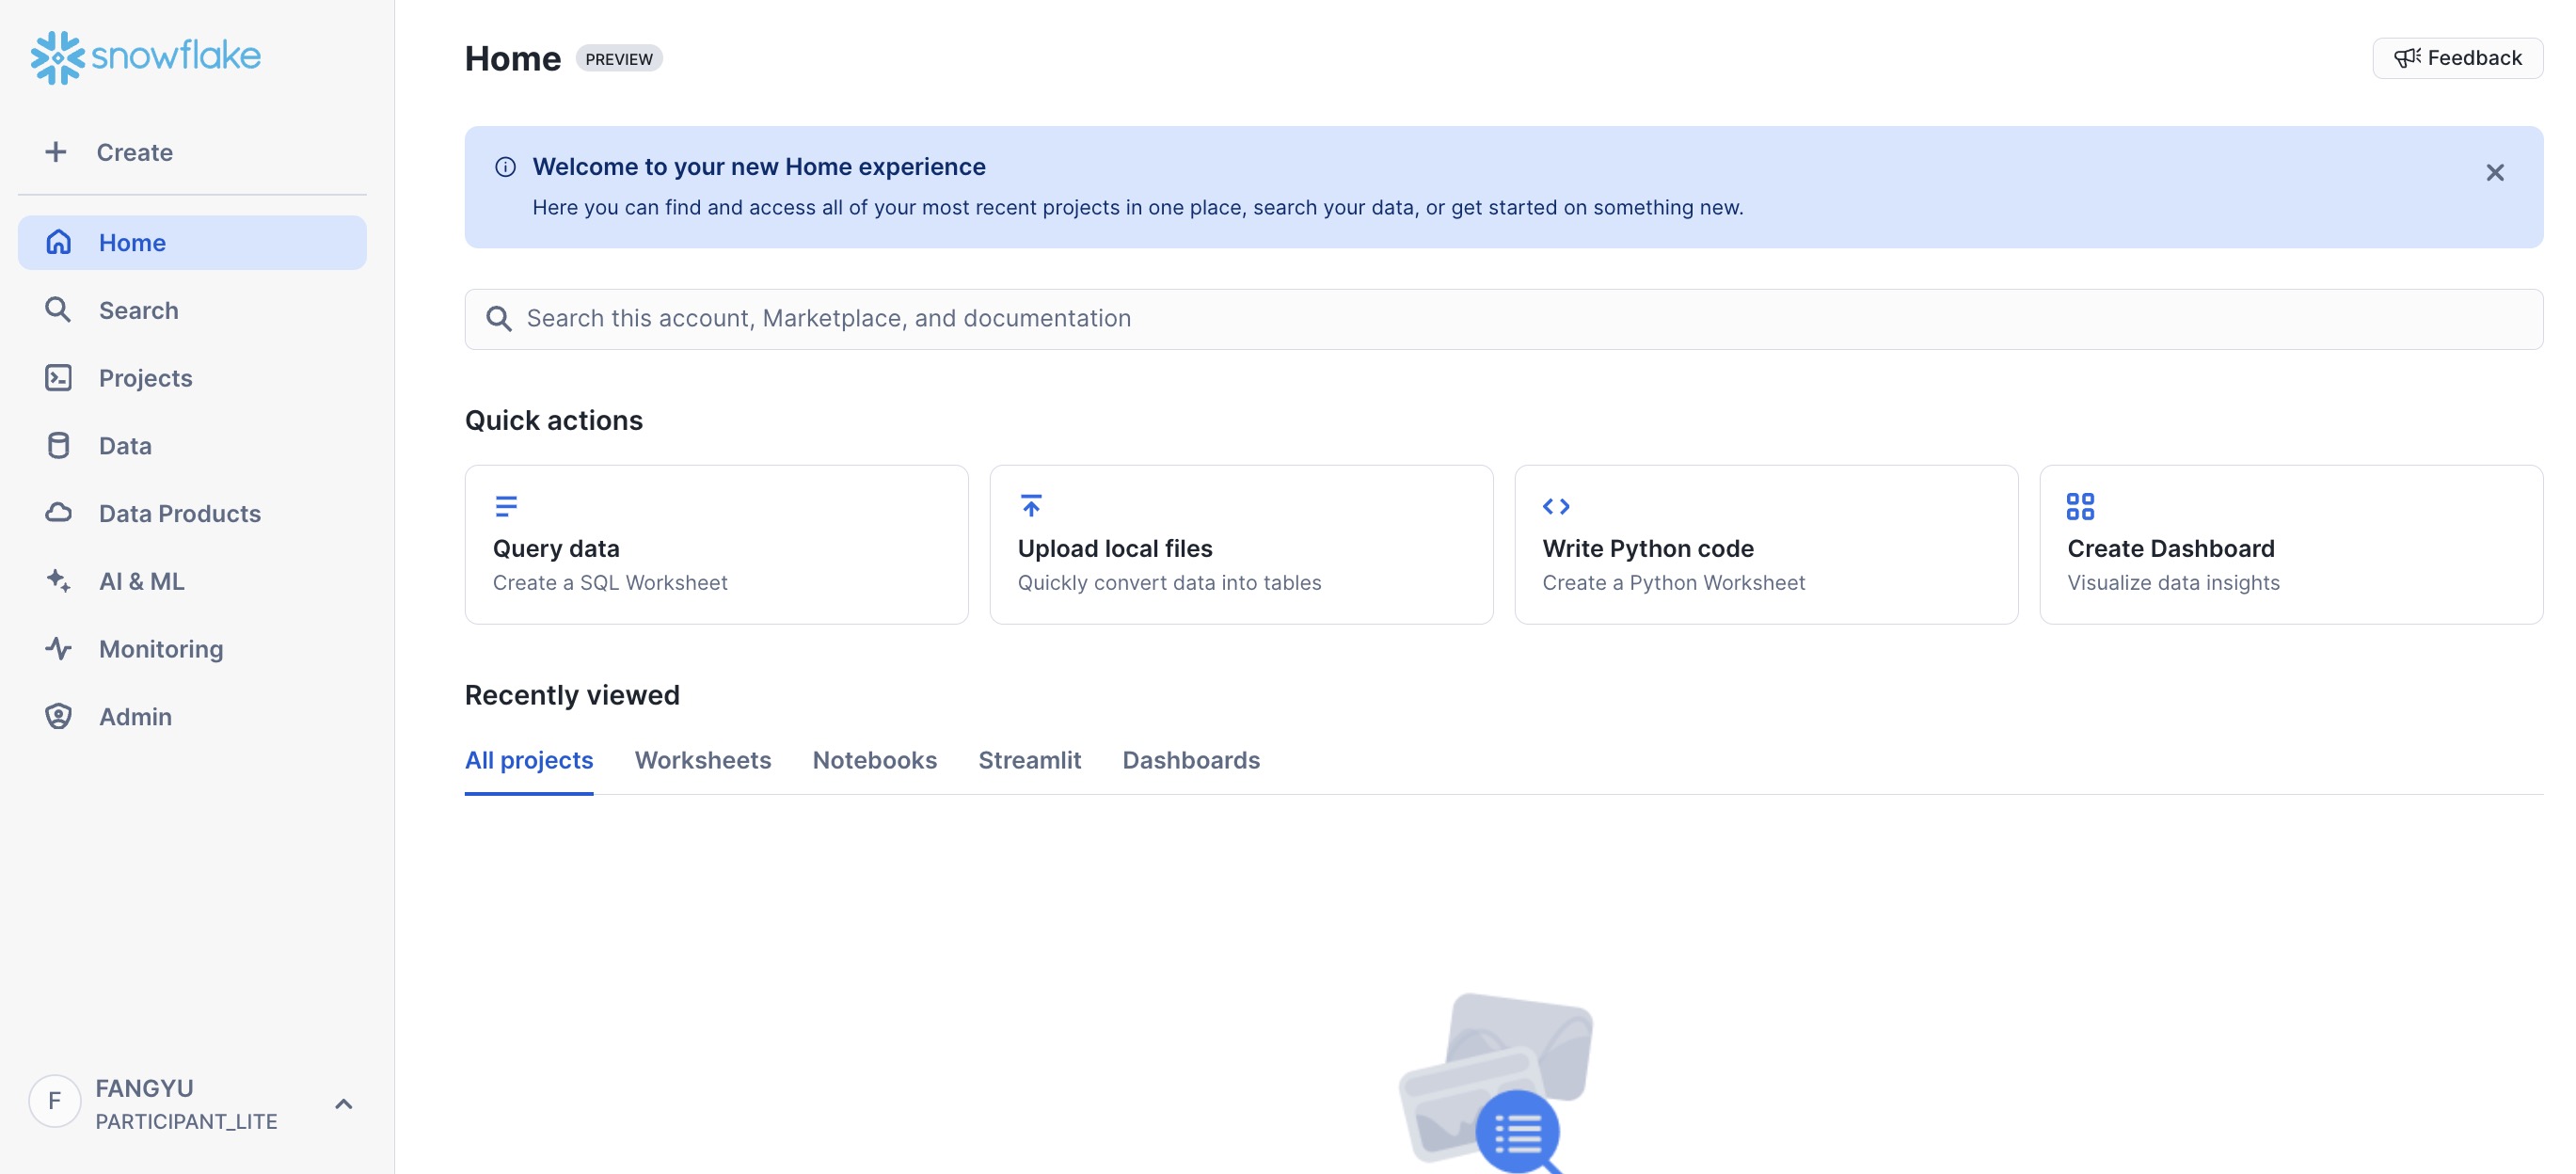 snowflake
Create
Home
Search
Projects
Data
Data Products
AI & ML
Monitoring
Admin
F
FANGYU
PARTICIPANT_LITE
Home
PREVIEW
Feedback
Welcome to your new Home experience
Here you can find and access all of your most recent projects in one place, search your data, or get started on something new.
Search this account, Marketplace, and documentation
Quick actions
Query data
Create a SQL Worksheet
Upload local files
Quickly convert data into tables
Write Python code
Create a Python Worksheet
Create Dashboard
Visualize data insights
Recently viewed
All projects
Worksheets
Notebooks
Streamlit
Dashboards